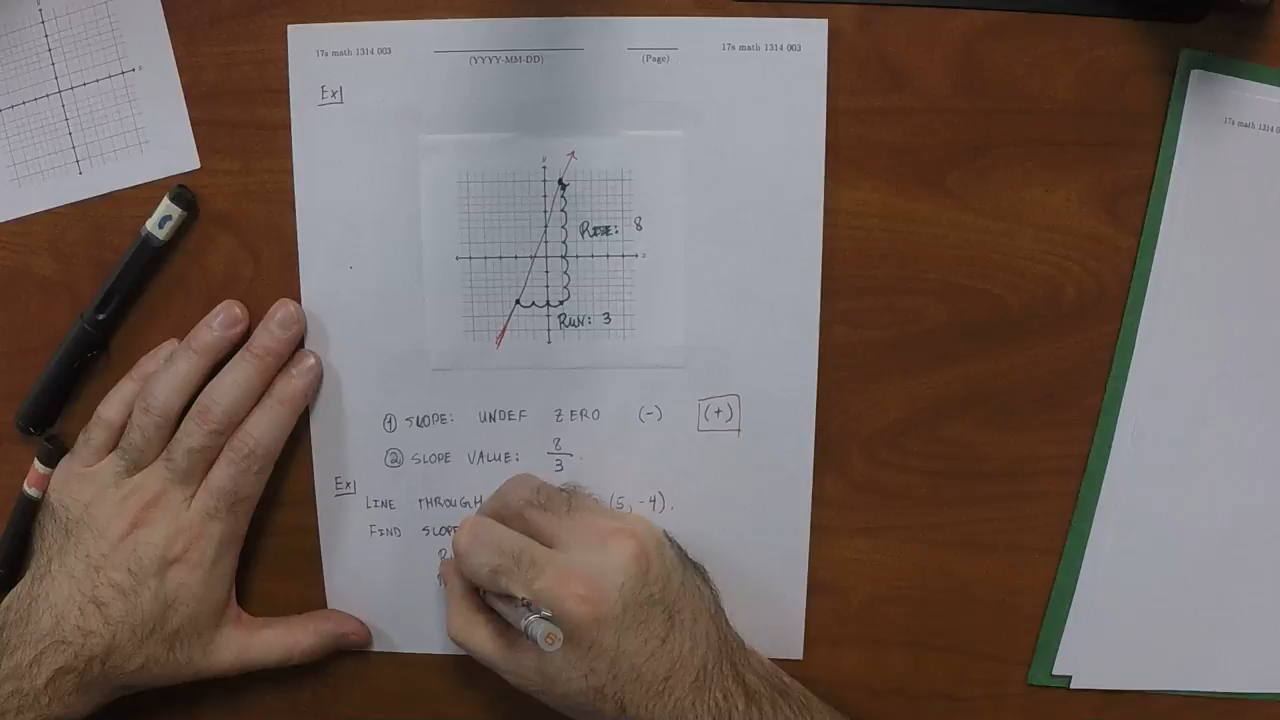 17s math 1314 003
(YYYY-MM-DD)
(Page)
17s math 1314 003
Ex|
y
x
RISE: 8
RUN: 3
① SLOPE: UNDEF ZERO (-) (+)
② SLOPE VALUE: 8
3
Ex|
LINE THROUGH (5, -4).
FIND SLOPE
17s math 1314